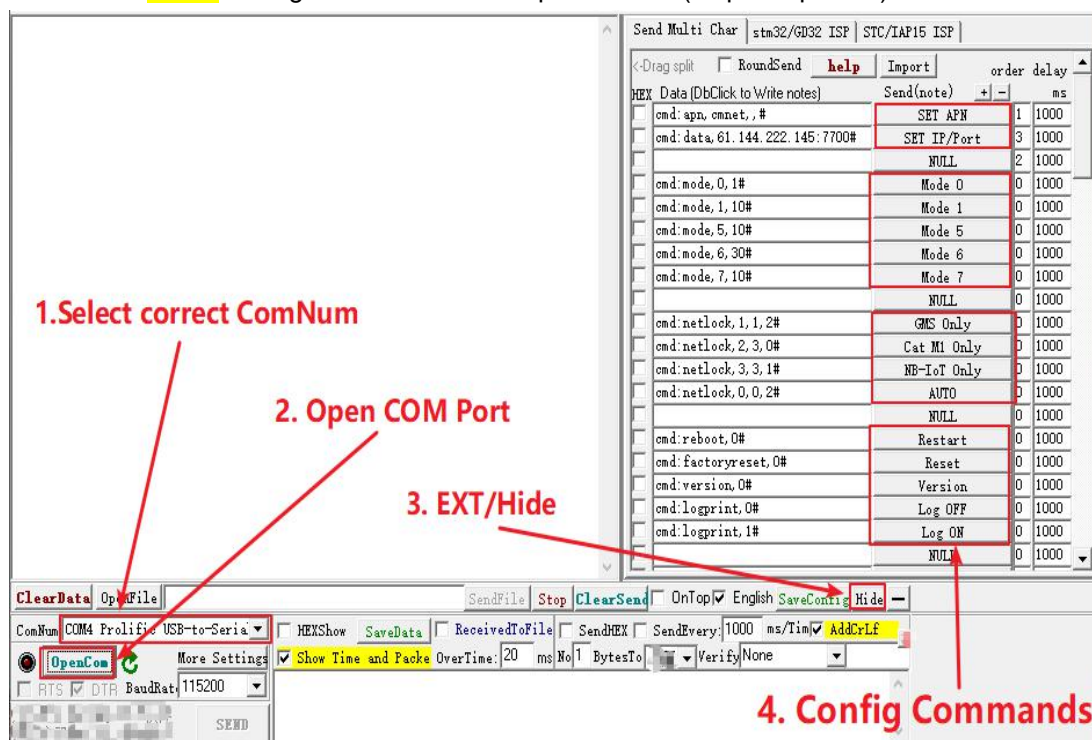 Send Multi Char stm32/GD32 ISP STC/IAP15 ISP
<-Drag split RoundSend help Import order delay
HEX Data (DbClick to Write notes) Send(note) + - ms
cmd:apn,cmnet,,# SET APN 1 1000
cmd:data,61.144.222.145:7700# SET IP/Port 3 1000
NULL 2 1000
cmd:mode,0,1# Mode 0 0 1000
cmd:mode,1,10# Mode 1 0 1000
cmd:mode,5,10# Mode 5 0 1000
cmd:mode,6,30# Mode 6 0 1000
cmd:mode,7,10# Mode 7 0 1000
NULL 0 1000
1.Select correct ComNum
cmd:netlock,1,1,2# GMS Only 0 1000
cmd:netlock,2,3,0# Cat M1 Only 0 1000
cmd:netlock,3,3,1# NB-IoT Only 0 1000
cmd:netlock,0,0,2# AUTO 0 1000
2. Open COM Port
NULL 0 1000
cmd:reboot,0# Restart 0 1000
cmd:factoryreset,0# Reset 0 1000
cmd:version,0# Version 0 1000
3. EXT/Hide
cmd:logprint,0# Log OFF 0 1000
cmd:logprint,1# Log ON 0 1000
NULL 0 1000
ClearData OpenFile SendFile Stop ClearSend OnTop English SaveConfig Hide —
ComNum COM4 Prolific USB-to-Seria HEXShow SaveData ReceivedToFile SendHEX SendEvery: 1000 ms/Tim AddCrLf
OpenCom More Settings Show Time and Packe OverTime: 20 ms No 1 BytesTo Verify None
RTS DTR BaudRat 115200
SEND
4. Config Commands